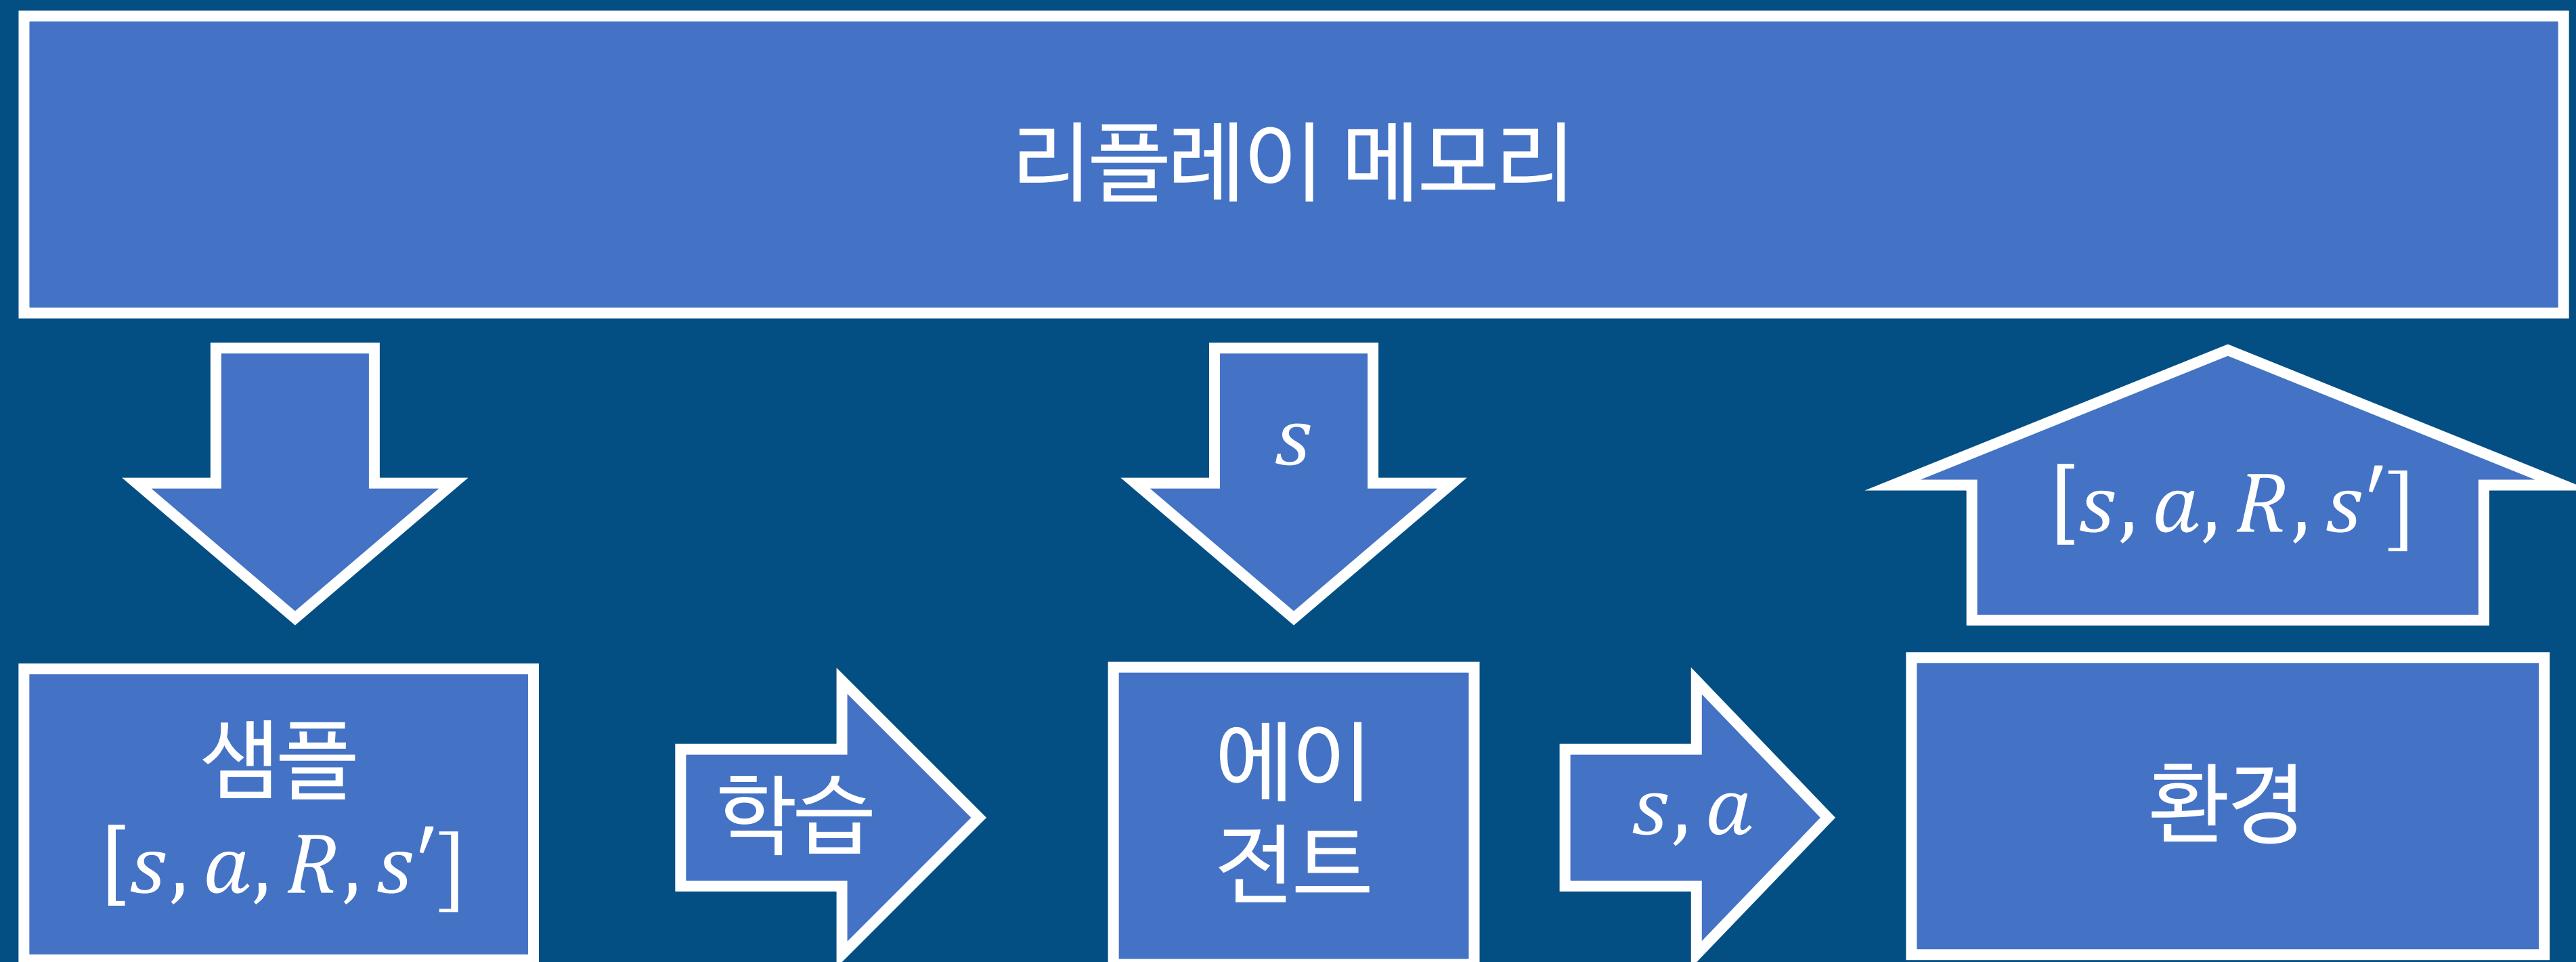 리플레이 메모리
s
[s, a, R, s′]
샘플
[s, a, R, s′]
학습
에이
전트
s, a
환경